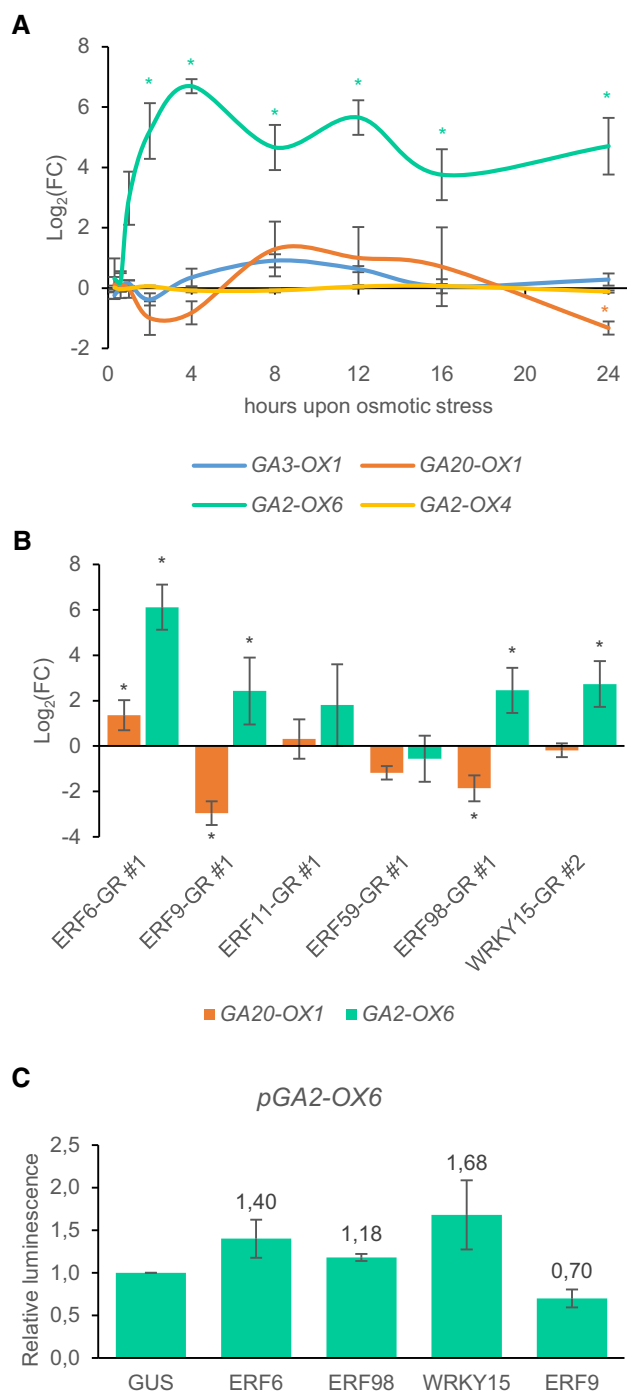 A
8
6
4
2
0
-2
Log2(FC)
* * * * * *
*
0 4 8 12 16 20 24
hours upon osmotic stress
GA3-OX1 GA20-OX1
GA2-OX6 GA2-OX4
B
8
6
4
2
0
-2
-4
Log2(FC)
* * * * *
* *
ERF6-GR #1
ERF9-GR #1
ERF11-GR #1
ERF59-GR #1
ERF98-GR #1
WRKY15-GR #2
GA20-OX1 GA2-OX6
C
pGA2-OX6
2,5
2,0
1,5
1,0
0,5
0,0
Relative luminescence
1,40
1,18
1,68
0,70
GUS ERF6 ERF98 WRKY15 ERF9